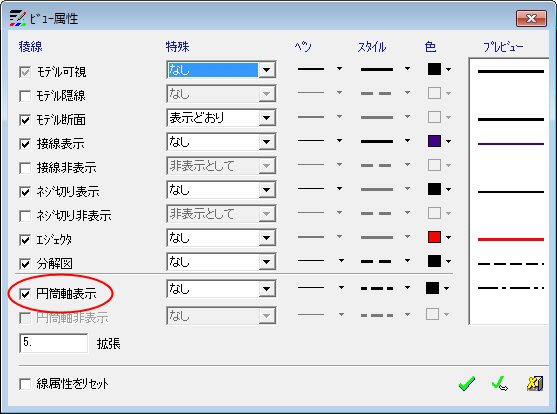 ビュー属性
稜線 特殊 ペン スタイル 色 プレビュー
モデル可視 なし
モデル隠線 なし
モデル断面 表示どおり
接線表示 なし
接線非表示 非表示として
ネジ切り表示 なし
ネジ切り非表示 非表示として
エジェクタ なし
分解図 なし
円筒軸表示 なし
円筒軸非表示 なし
5. 拡張
線属性をリセット